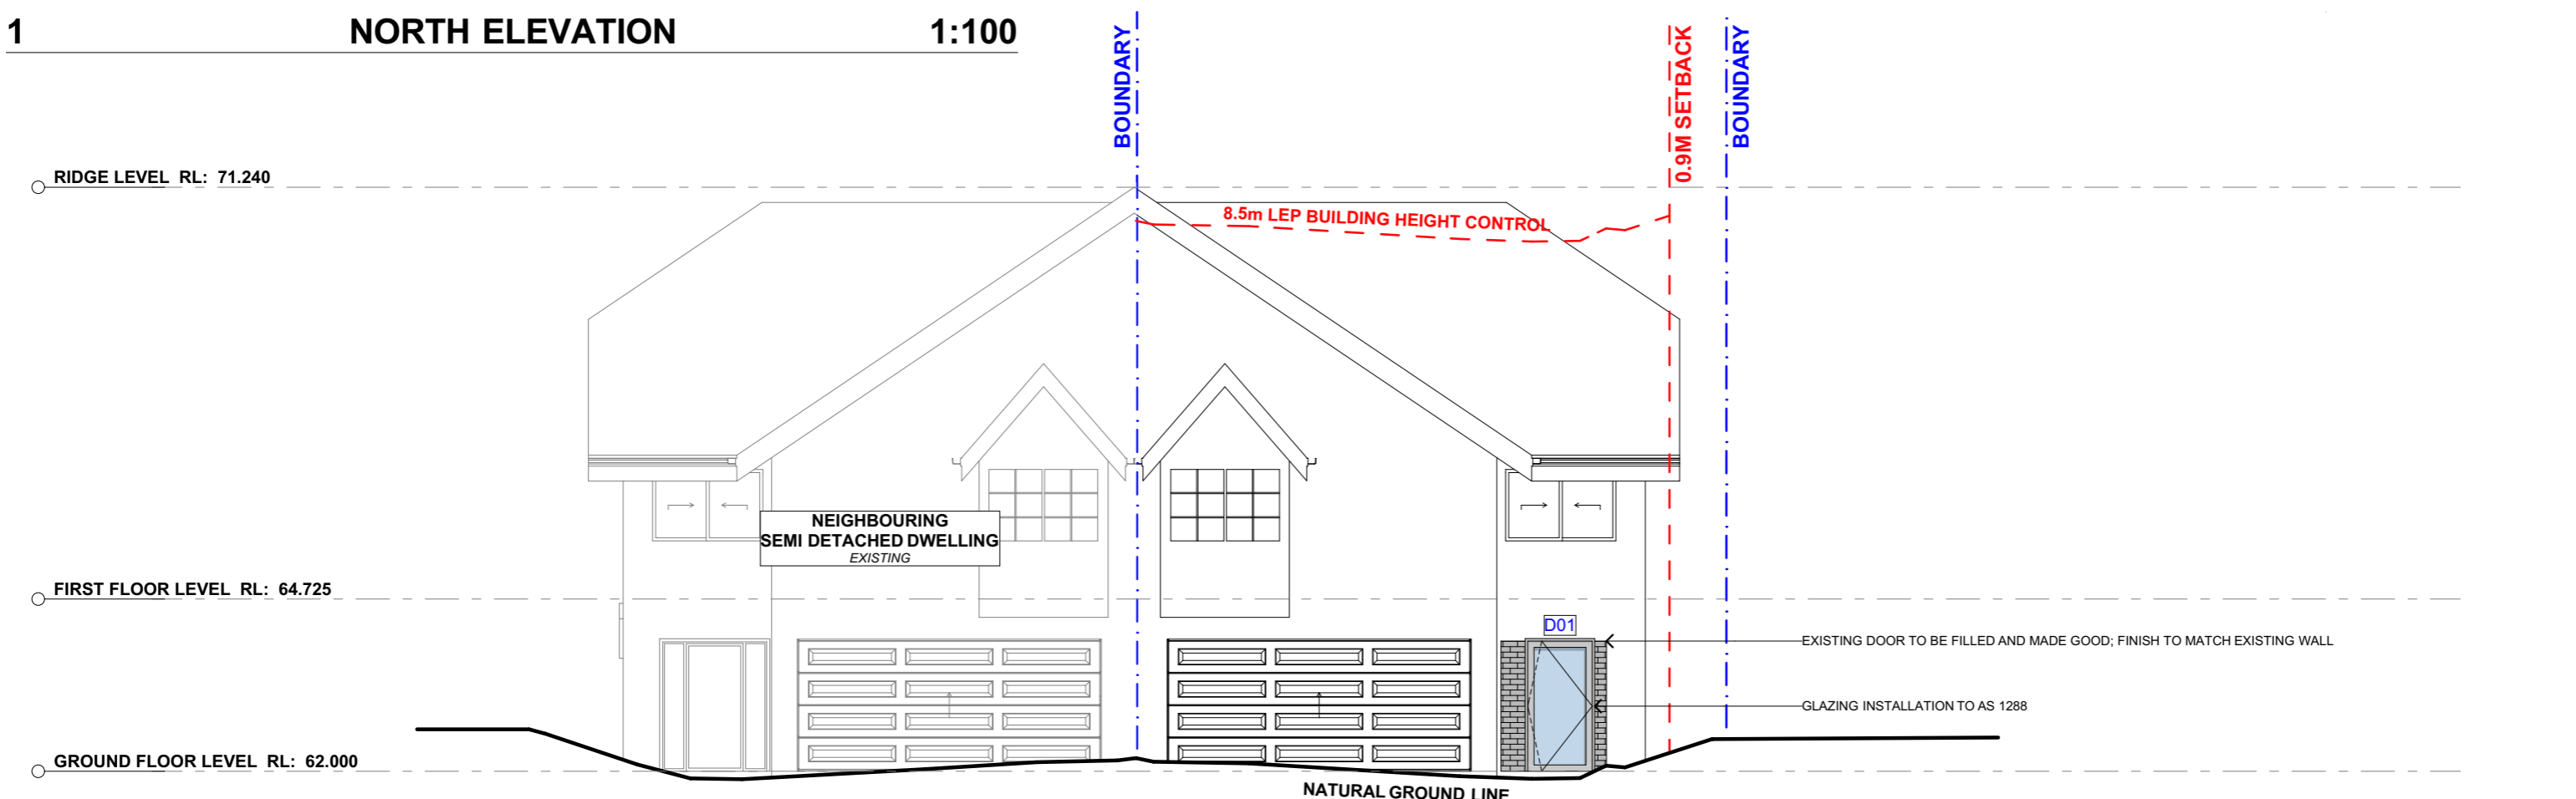 1 NORTH ELEVATION 1:100
BOUNDARY
0.9M SETBACK
BOUNDARY
RIDGE LEVEL RL: 71.240
8.5m LEP BUILDING HEIGHT CONTROL
NEIGHBOURING
SEMI DETACHED DWELLING
EXISTING
FIRST FLOOR LEVEL RL: 64.725
D01
EXISTING DOOR TO BE FILLED AND MADE GOOD; FINISH TO MATCH EXISTING WALL
GLAZING INSTALLATION TO AS 1288
GROUND FLOOR LEVEL RL: 62.000
NATURAL GROUND LINE